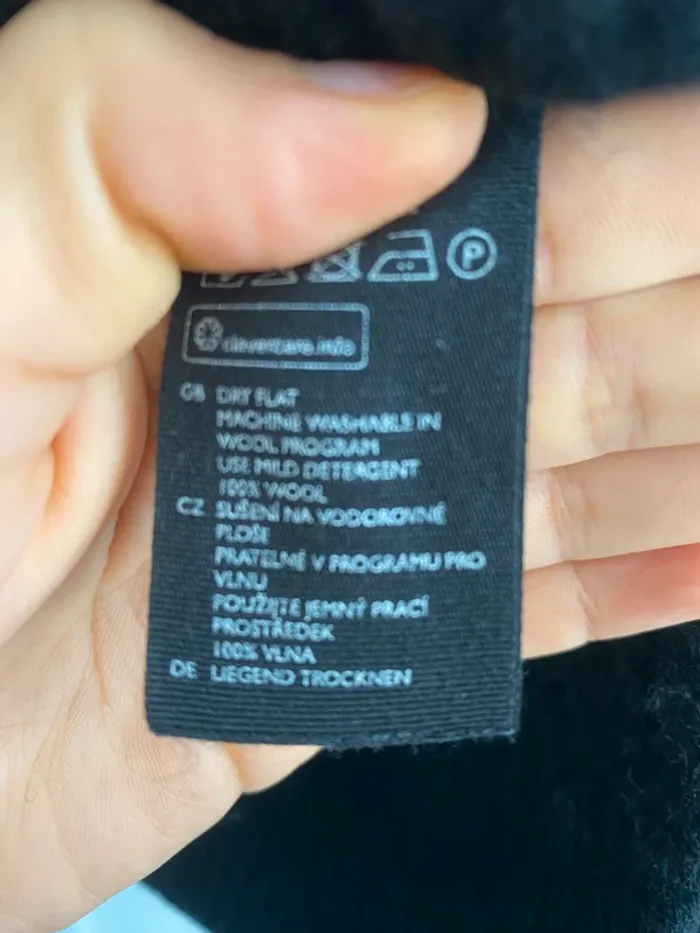 P
clevercare.info
GB DRY FLAT
MACHINE WASHABLE IN
WOOL PROGRAM
USE MILD DETERGENT
100% WOOL
CZ SUŠENÍ NA VODOROVNÉ
PLOŠE
PRATELNÉ V PROGRAMU PRO
VLNU
POUŽIJTE JEMNÝ PRACÍ
PROSTŘEDEK
100% VLNA
DE LIEGEND TROCKNEN